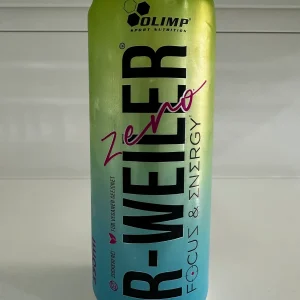 OLIMP®
SPORT NUTRITION
R-WEILER®
zero
FOCUS & ENERGY